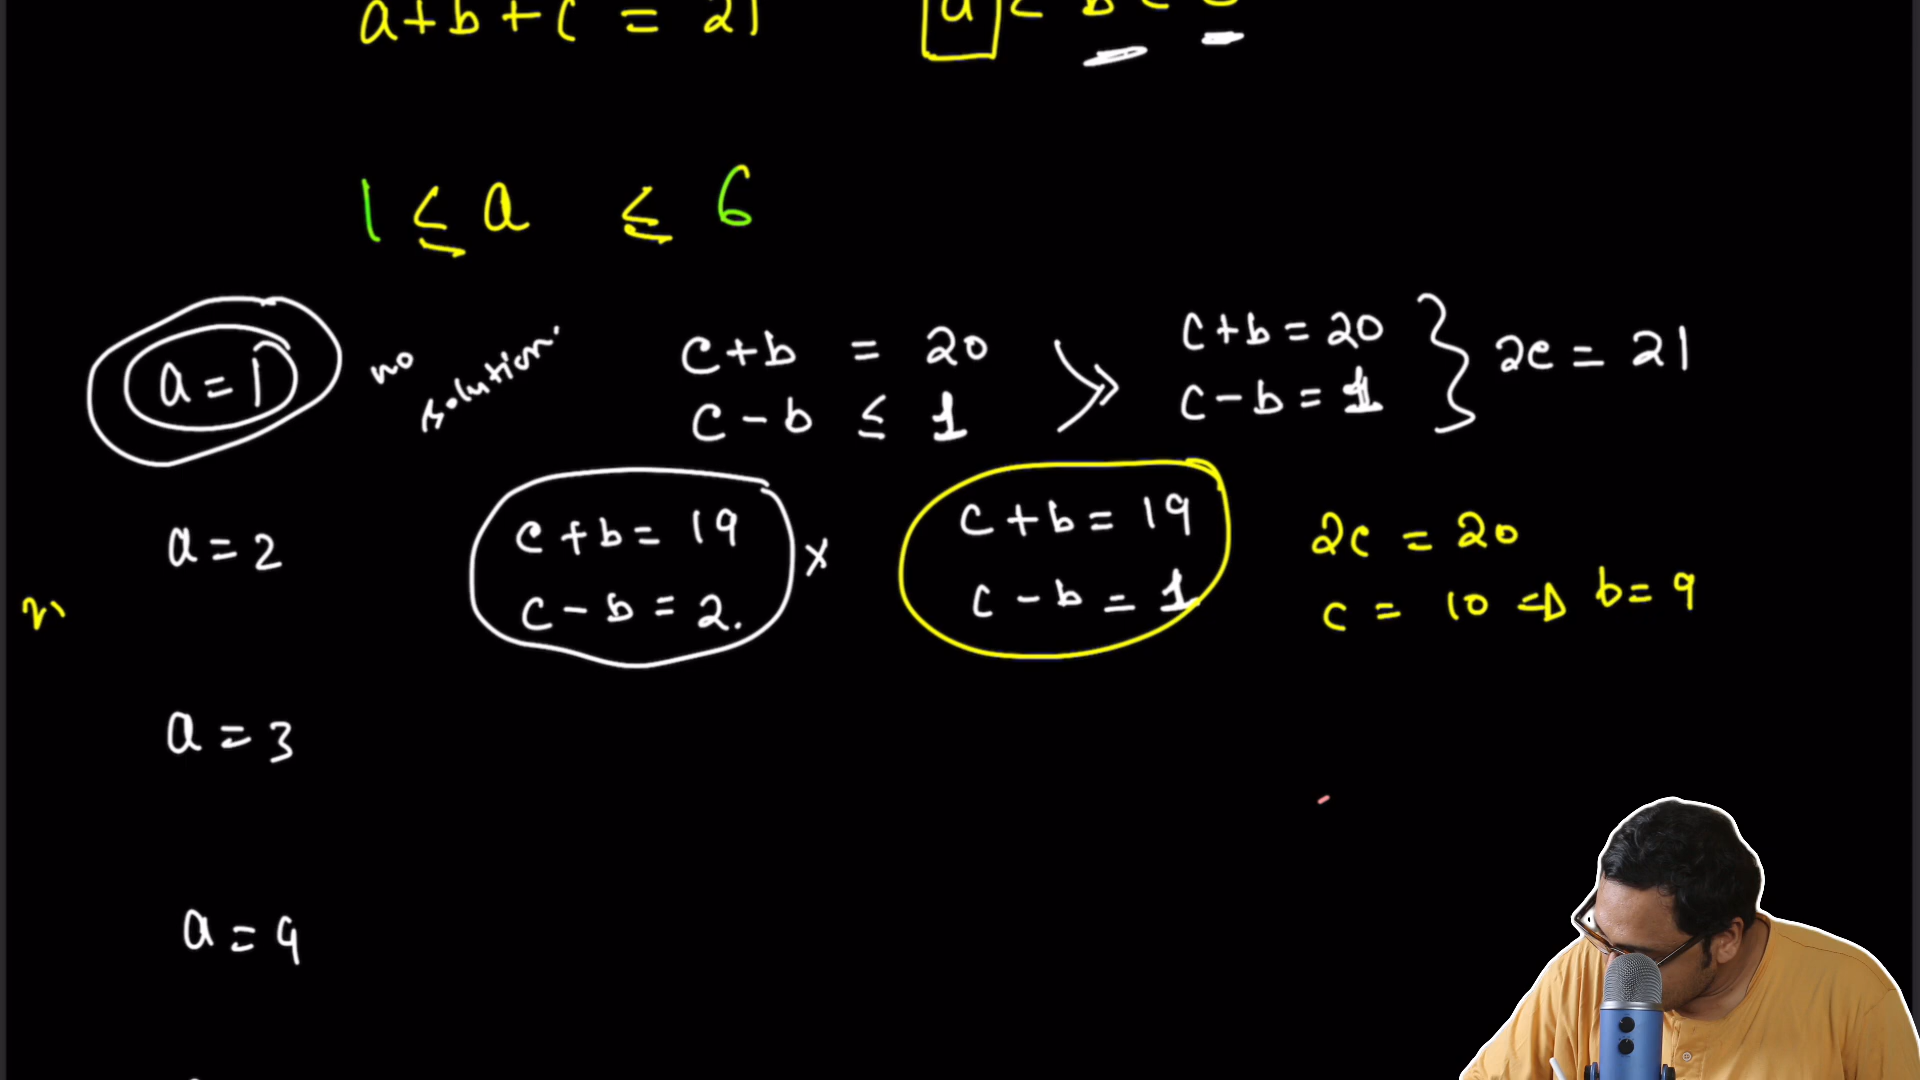 a+b+c = 21
a < b < c
1 ≤ a ≤ 6
a=1 no solution.
c+b = 20
c-b ≤ 1
c+b = 20
c-b = 1
2c = 21
a=2
c+b = 19
c-b = 2.
x
c+b = 19
c-b = 1
2c = 20
c = 10 ⇒ b=9
a=3
a=4